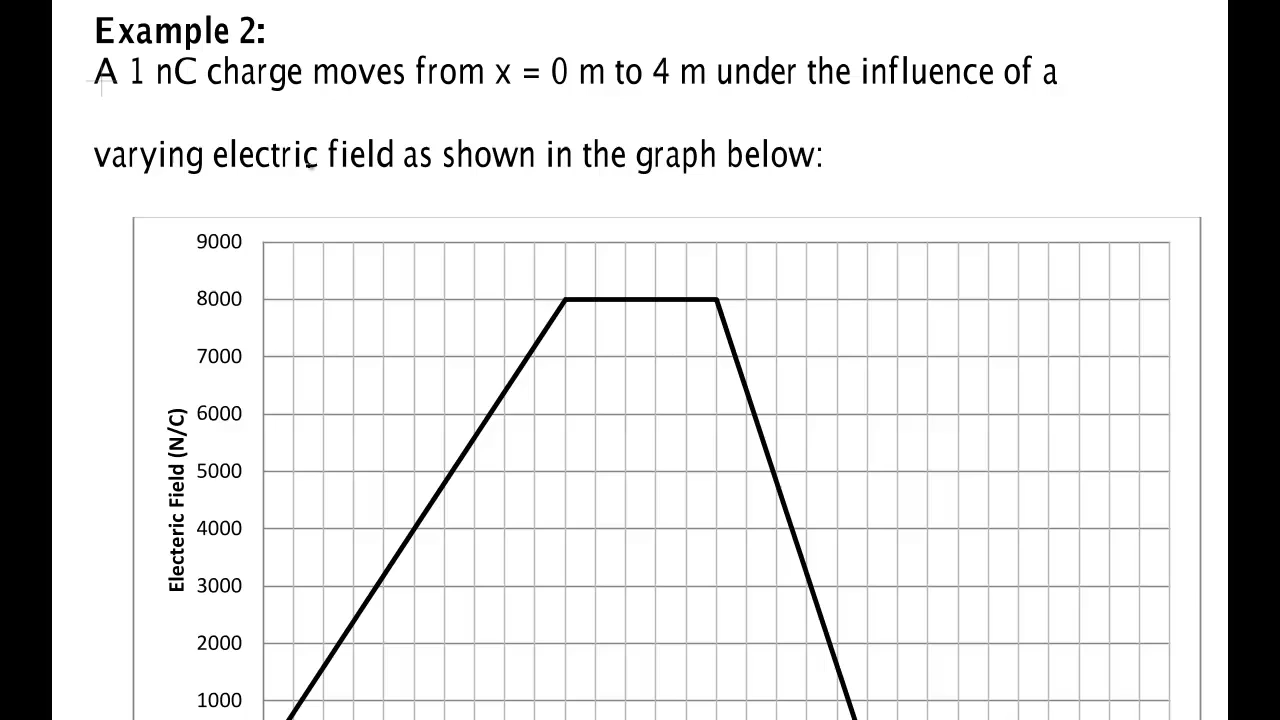 Example 2:
A 1 nC charge moves from x = 0 m to 4 m under the influence of a
varying electric field as shown in the graph below:
9000
8000
7000
6000
5000
4000
3000
2000
1000
Electeric Field (N/C)